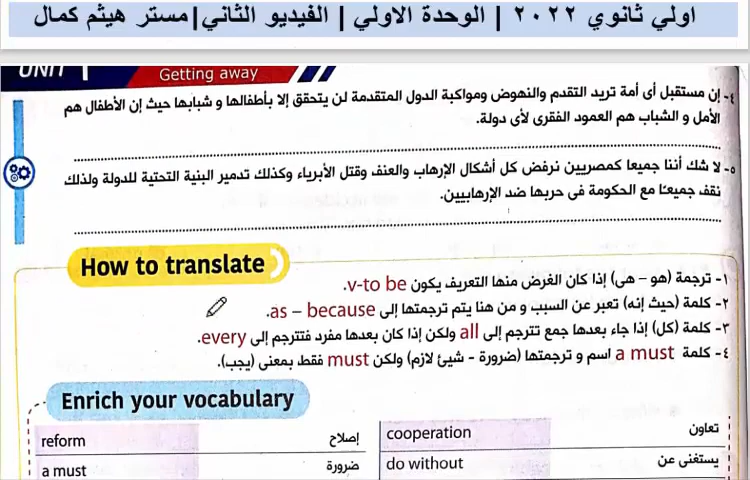 اولي ثانوي ٢٠٢٢ | الوحدة الاولي | الفيديو الثاني|مستر هيثم كمال
UNIT 1 Getting away
٤- إن مستقبل أى أمة تريد التقدم والنهوض ومواكبة الدول المتقدمة لن يتحقق إلا بأطفالها و شبابها حيث إن الأطفال هم
الأمل و الشباب هم العمود الفقرى لأى دولة.
٥- لا شك أننا جميعا كمصريين نرفض كل أشكال الإرهاب والعنف وقتل الأبرياء وكذلك تدمير البنية التحتية للدولة ولذلك
نقف جميعًا مع الحكومة فى حربها ضد الإرهابيين.
How to translate
١- ترجمة (هو – هى) إذا كان الغرض منها التعريف يكون v-to be.
٢- كلمة (حيث إنه) تعبر عن السبب و من هنا يتم ترجمتها إلى as – because.
٣- كلمة (كل) إذا جاء بعدها جمع تترجم إلى all ولكن إذا كان بعدها مفرد فتترجم إلى every.
٤- كلمة a must اسم و ترجمتها (ضرورة - شيئ لازم) ولكن must فقط بمعنى (يجب).
Enrich your vocabulary
reform إصلاح cooperation تعاون
a must ضرورة do without يستغنى عن